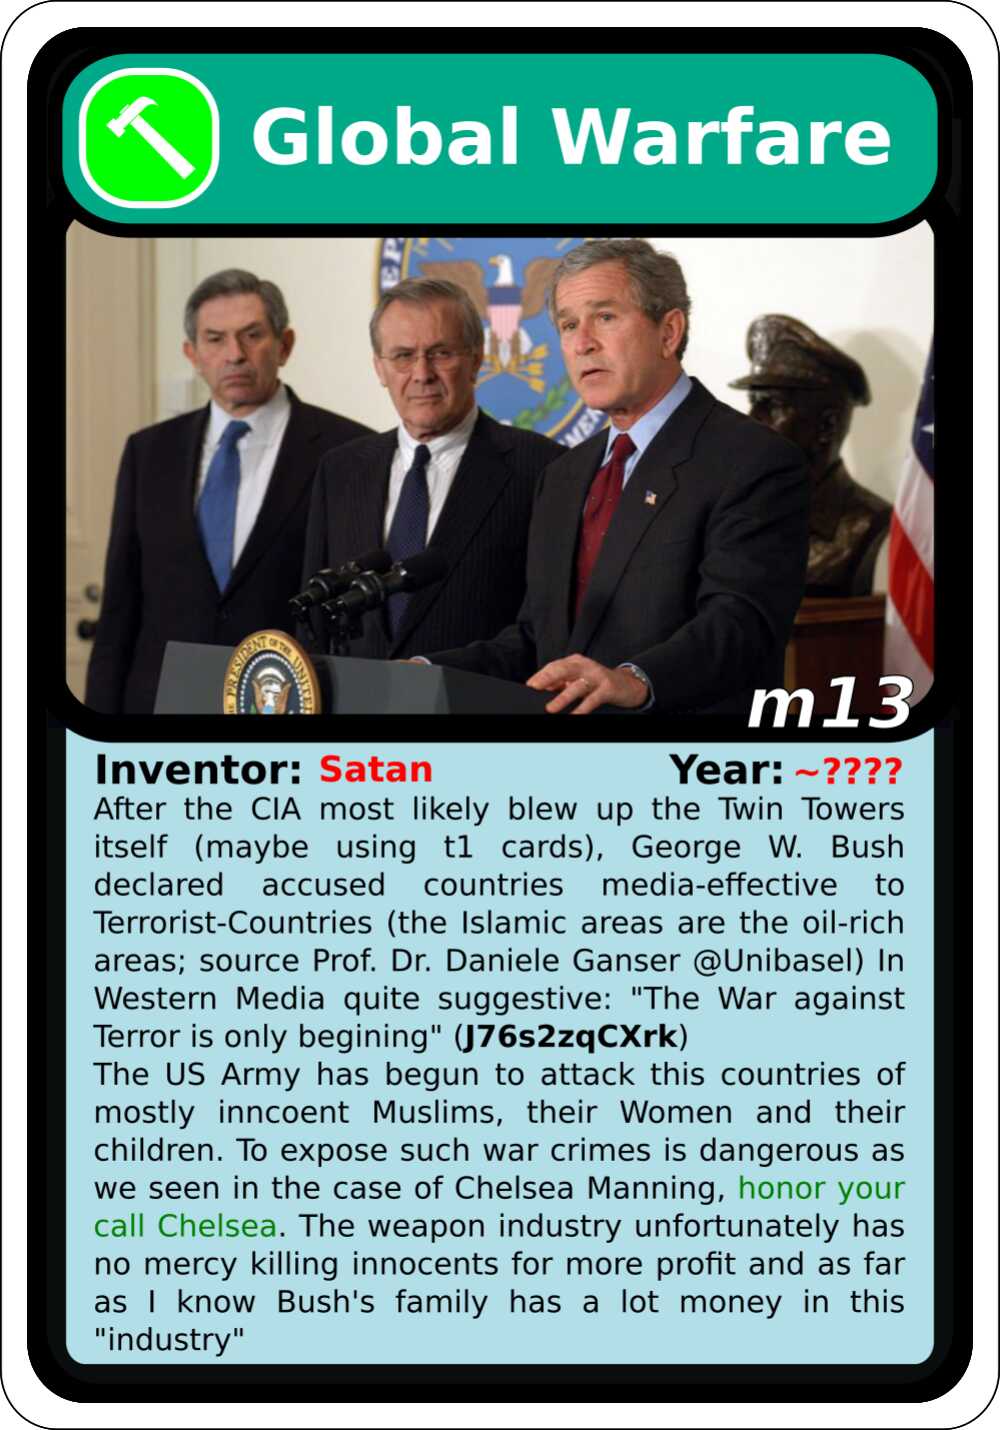 Global Warfare
DEP
MERI
PRESIDENT OF THE UNITED
m13
Inventor: Satan Year: ~????
After the CIA most likely blew up the Twin Towers
itself (maybe using t1 cards), George W. Bush
declared accused countries media-effective to
Terrorist-Countries (the Islamic areas are the oil-rich
areas; source Prof. Dr. Daniele Ganser @Unibasel) In
Western Media quite suggestive: "The War against
Terror is only begining" (J76s2zqCXrk)
The US Army has begun to attack this countries of
mostly inncoent Muslims, their Women and their
children. To expose such war crimes is dangerous as
we seen in the case of Chelsea Manning, honor your
call Chelsea. The weapon industry unfortunately has
no mercy killing innocents for more profit and as far
as I know Bush's family has a lot money in this
"industry"